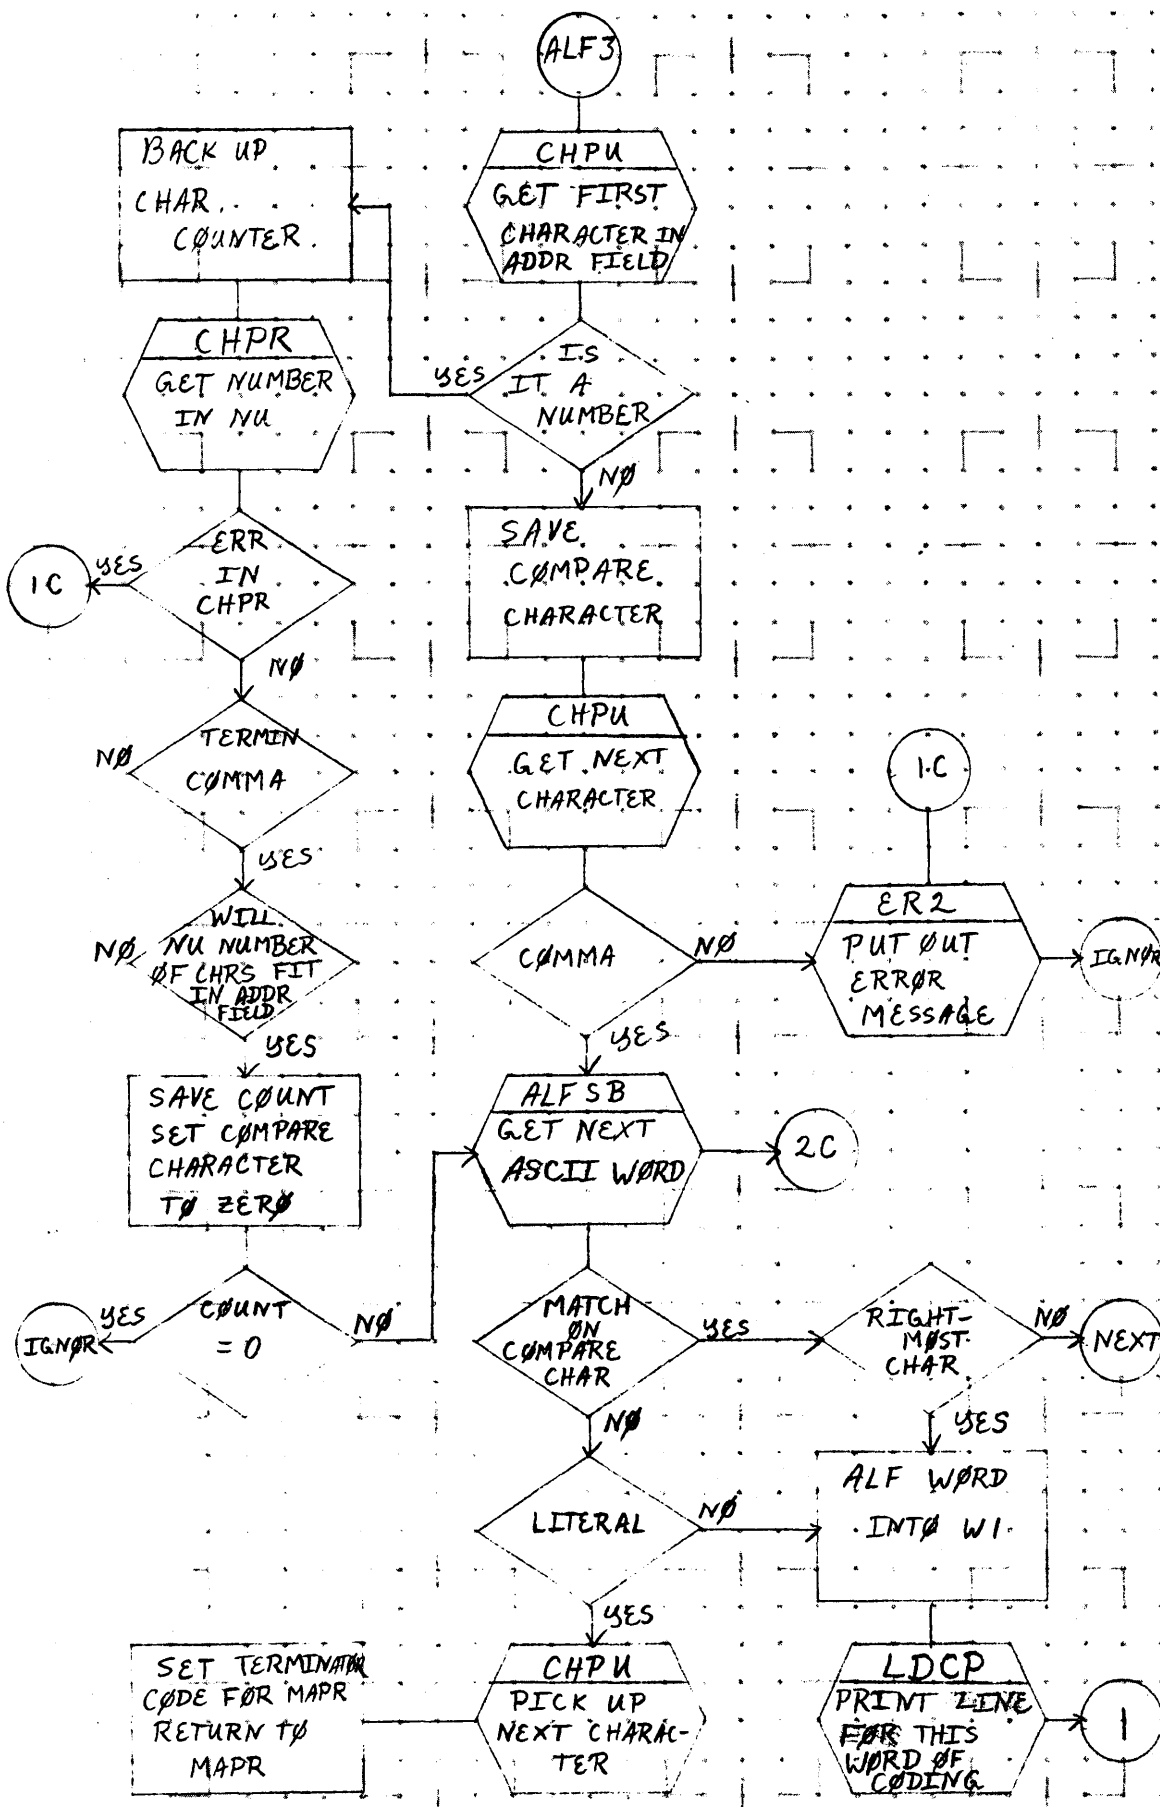 ALF3
CHPU
GET FIRST
CHARACTER IN
ADDR FIELD
BACK UP
CHAR.
CØUNTER.
CHPR
GET NUMBER
IN NU
YES
IS
IT A
NUMBER
NØ
SAVE
CØMPARE
CHARACTER
ERR
IN
CHPR
YES
1C
NØ
TERMIN
CØMMA
NØ
YES
CHPU
GET NEXT
CHARACTER
1C
WILL
NU NUMBER
ØF CHRS FIT
IN ADDR
FIELD
NØ
YES
CØMMA
NØ
YES
ER2
PUT ØUT
ERRØR
MESSAGE
IGNØR
SAVE CØUNT
SET CØMPARE
CHARACTER
TØ ZERØ
ALFSB
GET NEXT
ASCII WØRD
2C
CØUNT
= 0
YES
IGNØR
NØ
MATCH
ØN
CØMPARE
CHAR
YES
NØ
RIGHT-
MØST
CHAR
NØ
NEXT
YES
LITERAL
NØ
YES
ALF WØRD
INTØ W1
SET TERMINATØR
CØDE FØR MAPR
RETURN TØ
MAPR
CHPU
PICK UP
NEXT CHARAC-
TER
LDCP
PRINT LINE
FØR THIS
WØRD ØF
CØDING
1